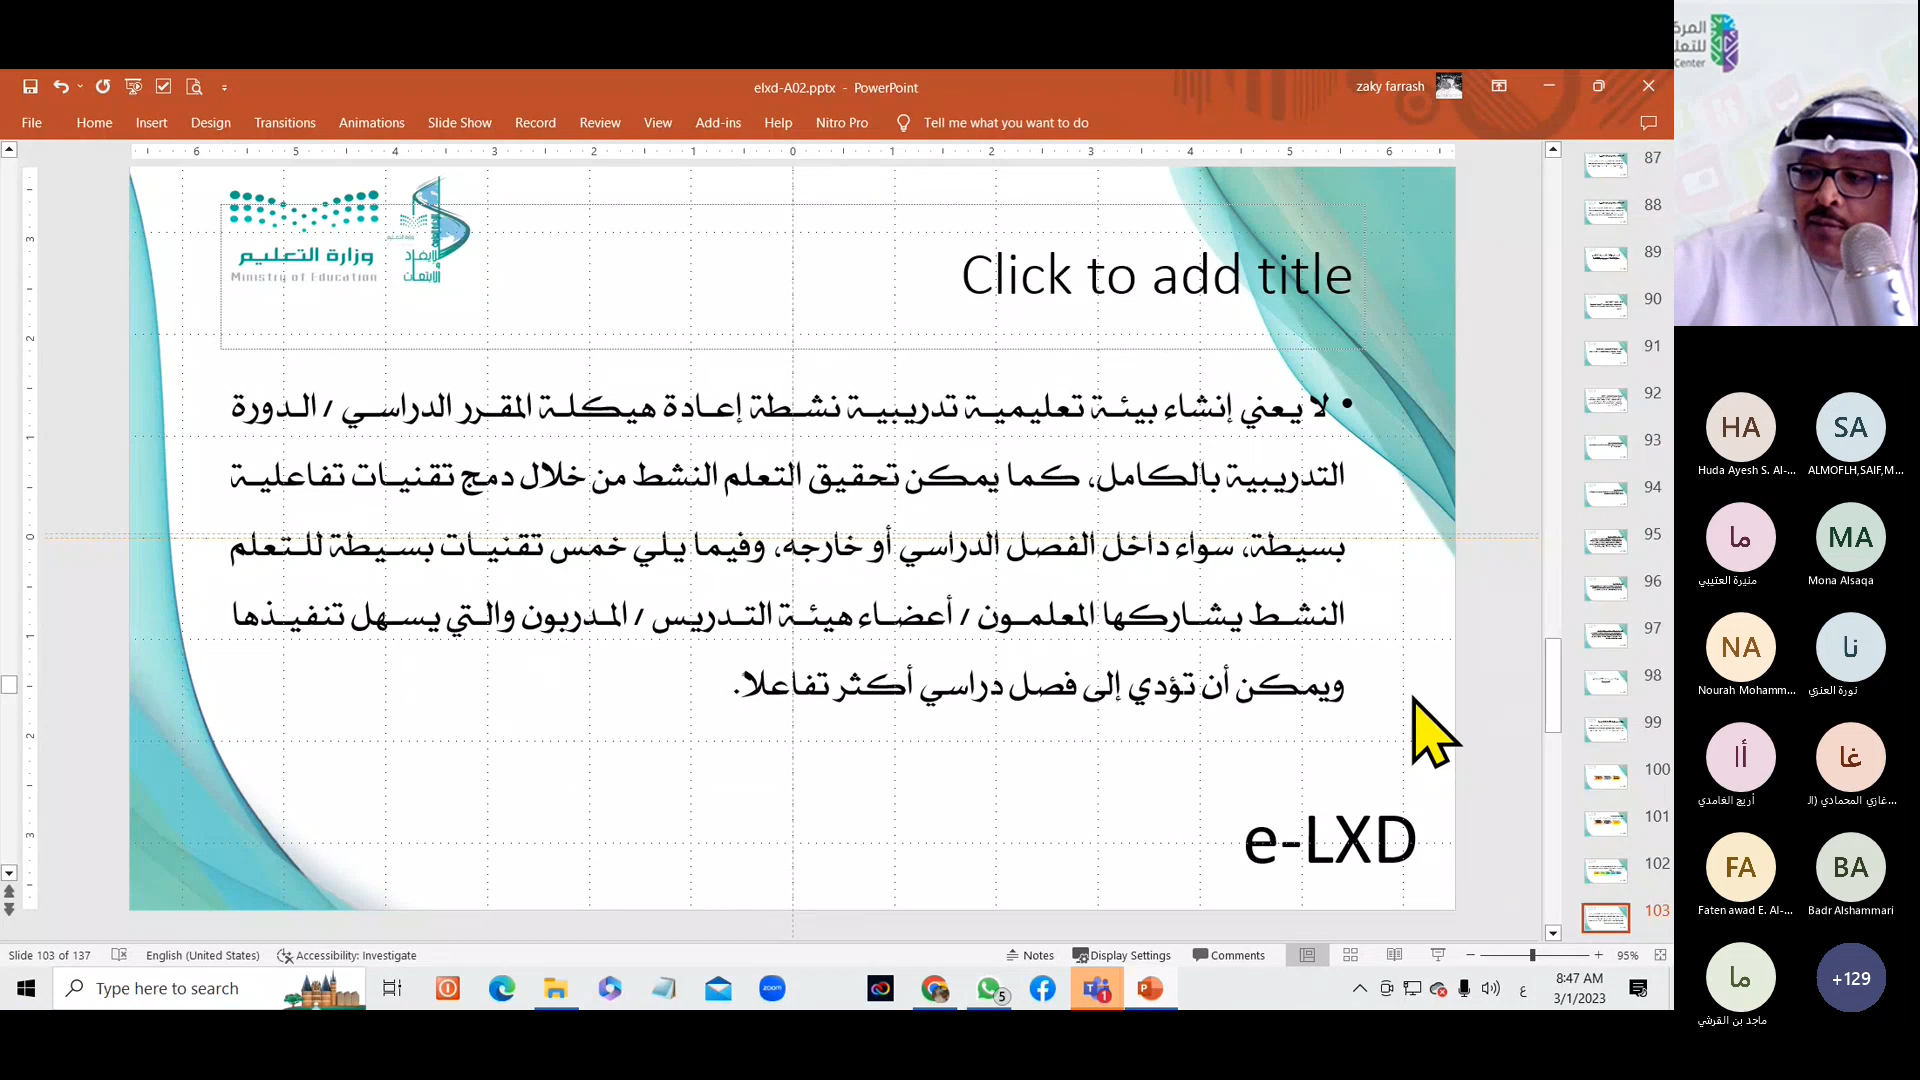 elxd-A02.pptx - PowerPoint
zaky farrash
File Home Insert Design Transitions Animations Slide Show Record Review View Add-ins Help Nitro Pro Tell me what you want to do
وزارة التعليم
Ministry of Education
Click to add title
• لا يعني إنشاء بيئة تعليمية تدريبية نشطة إعادة هيكلة المقرر الدراسي / الدورة
التدريبية بالكامل، كما يمكن تحقيق التعلم النشط من خلال دمج تقنيات تفاعلية
بسيطة، سواء داخل الفصل الدراسي أو خارجه، وفيما يلي خمس تقنيات بسيطة للتعلم
النشط يشاركها المعلمون / أعضاء هيئة التدريس / المدربون والتي يسهل تنفيذها
ويمكن أن تؤدي إلى فصل دراسي أكثر تفاعلا.
e-LXD
87
88
89
90
91
92
93
94
95
96
97
98
99
100
101
102
103
Slide 103 of 137 English (United States) Accessibility: Investigate Notes Display Settings Comments 95%
Type here to search
zoom
5
1
8:47 AM
3/1/2023
المرك
للتعل
Center
HA SA
Huda Ayesh S. Al-... ALMOFLH,SAIF,M...
ما MA
منيرة العتيبي Mona Alsaqa
NA نا
Nourah Mohamm... نورة العنزي
أا غا
أريج الغامدي غازي المحمادي (ال...
FA BA
Faten awad E. Al-... Badr Alshammari
ما +129
ماجد بن القرشي